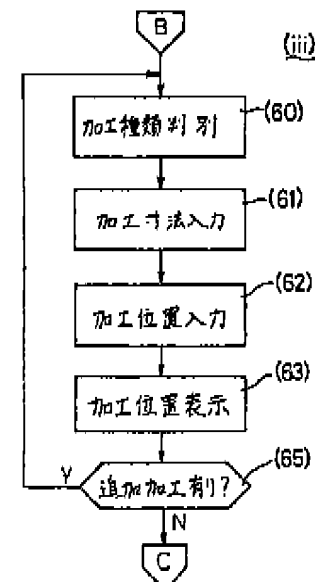 B
(iii)
加工種類判別
(60)
加工寸法入力
(61)
加工位置入力
(62)
加工位置表示
(63)
追加加工有り?
(65)
Y
N
C